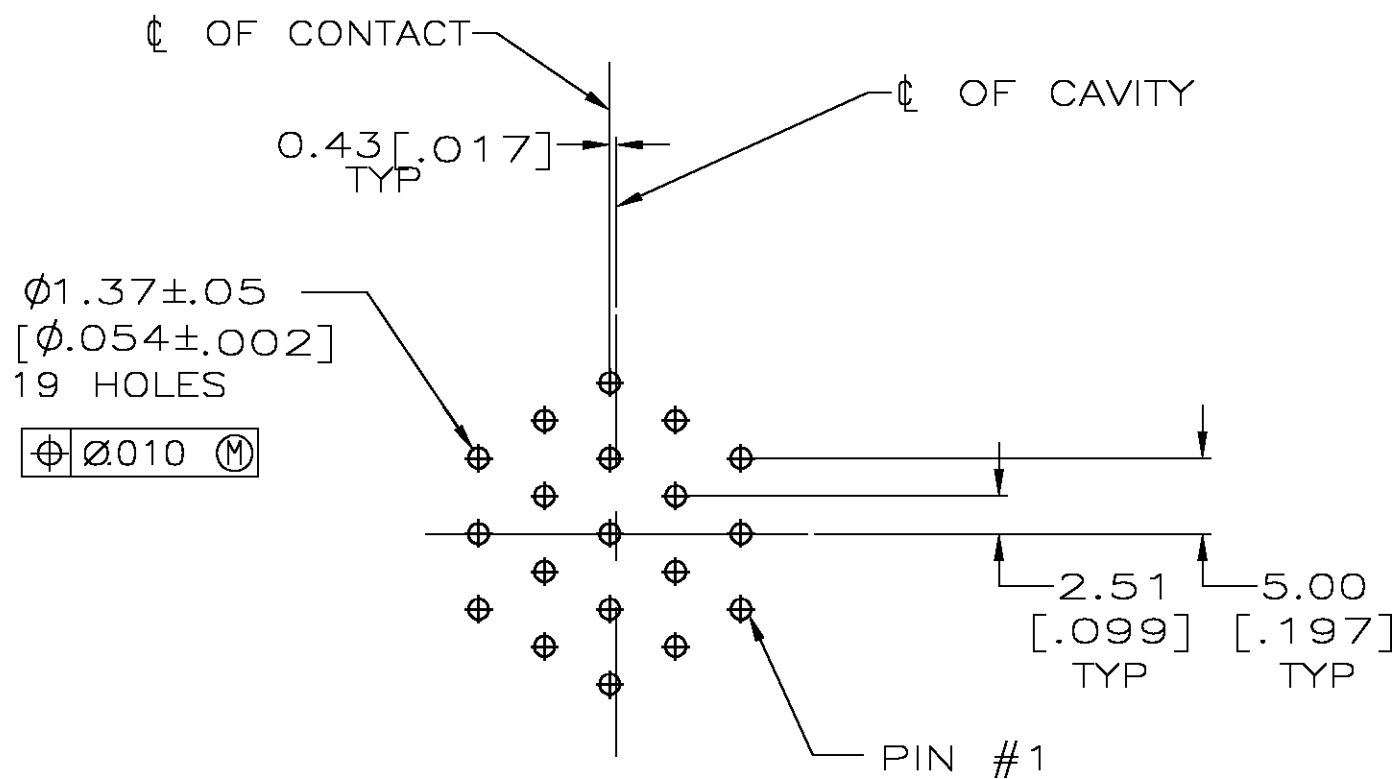 ℄ OF CONTACT
℄ OF CAVITY
0.43[.017]
TYP
Ø1.37±.05
[Ø.054±.002]
19 HOLES
⌖ Ø.010 Ⓜ
2.51
[.099]
TYP
5.00
[.197]
TYP
PIN #1